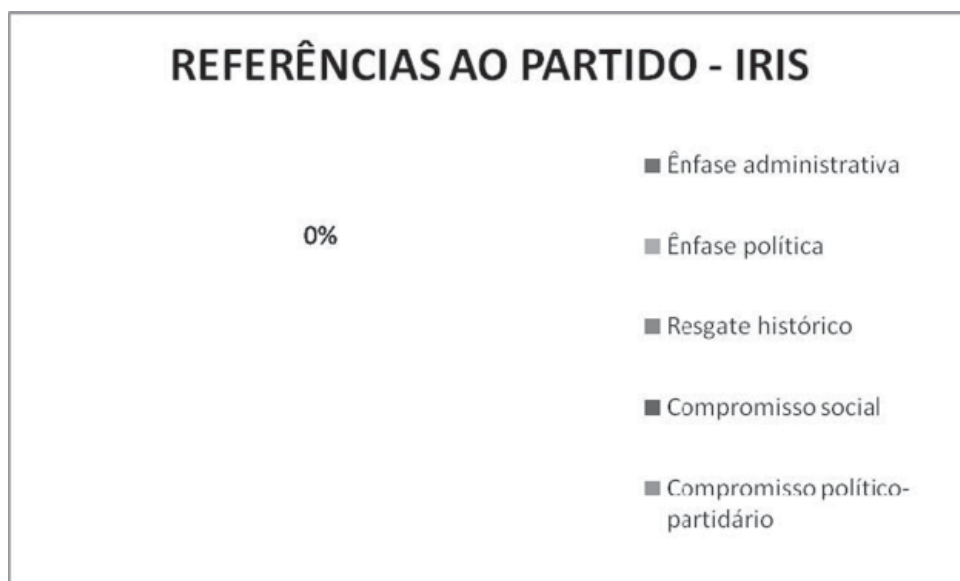 REFERÊNCIAS AO PARTIDO - IRIS
0%
Ênfase administrativa
Ênfase política
Resgate histórico
Compromisso social
Compromisso político-
partidário